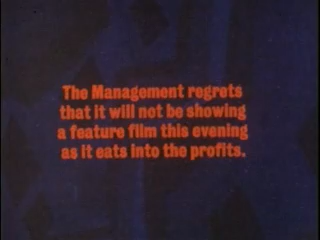 The Management regrets
that it will not be showing
a feature film this evening
as it eats into the profits.